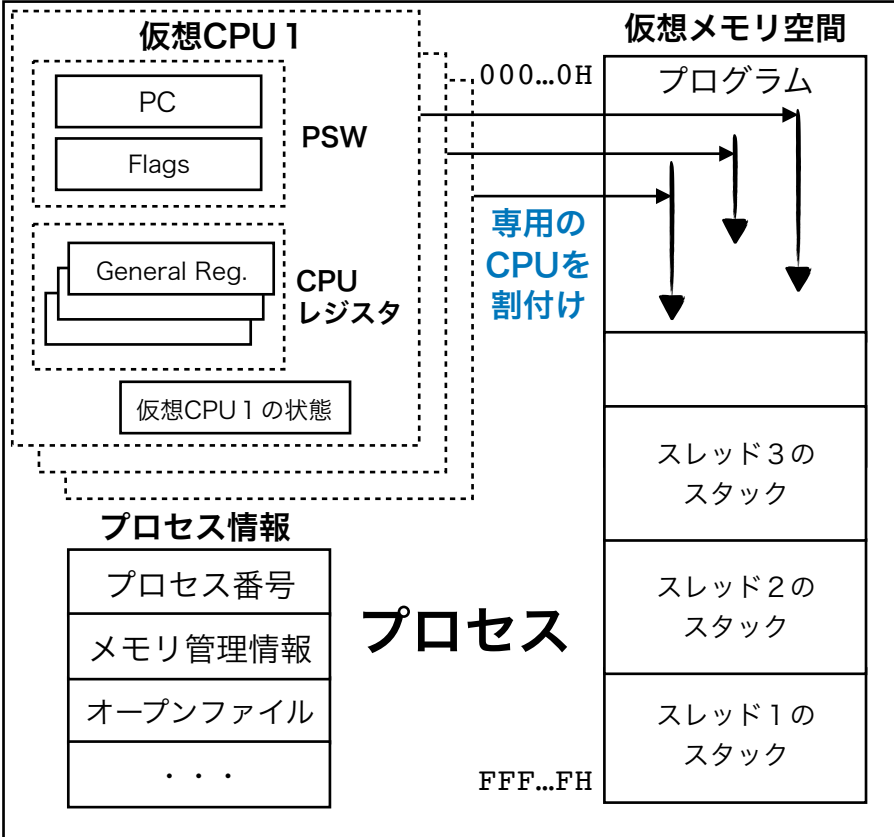 仮想CPU１
PC
Flags
PSW
General Reg.
CPU
レジスタ
仮想CPU１の状態
専用の
CPUを
割付け
仮想メモリ空間
000…0H
プログラム
スレッド３の
スタック
スレッド２の
スタック
スレッド１の
スタック
FFF…FH
プロセス情報
プロセス番号
メモリ管理情報
オープンファイル
・・・
プロセス